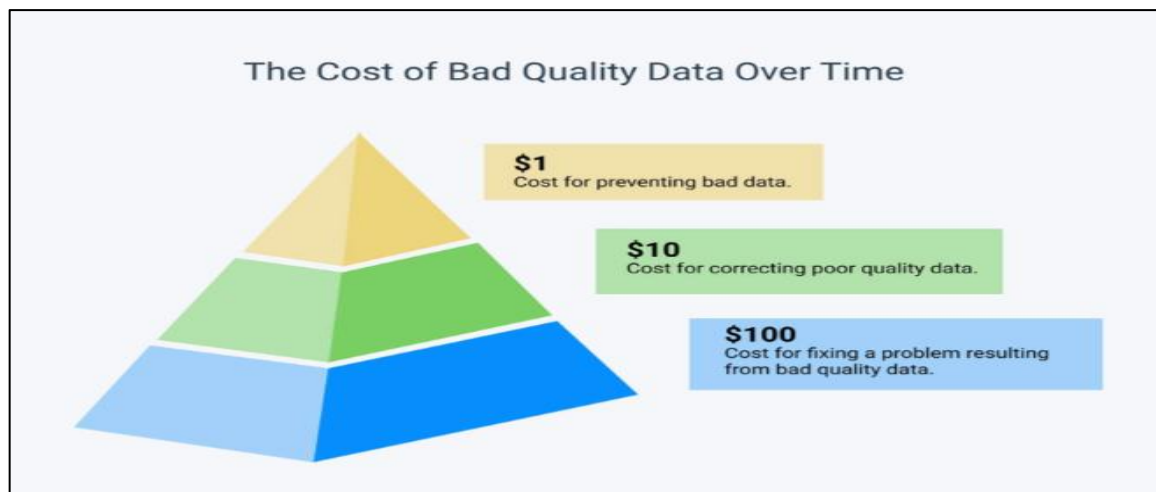 The Cost of Bad Quality Data Over Time
$1
Cost for preventing bad data.
$10
Cost for correcting poor quality data.
$100
Cost for fixing a problem resulting
from bad quality data.